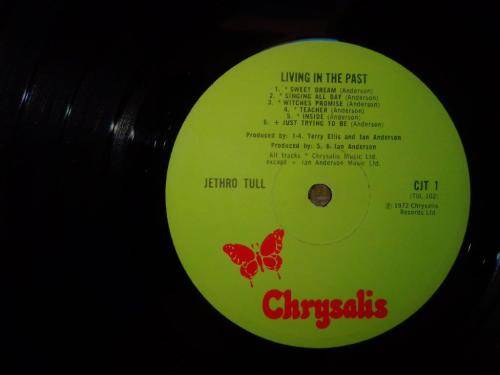 LIVING IN THE PAST
1. * SWEET DREAM (Anderson)
2. * SINGING ALL DAY (Anderson)
3. * WITCHES PROMISE (Anderson)
4. * TEACHER (Anderson)
5. * INSIDE (Anderson)
6. + JUST TRYING TO BE (Anderson)
Produced by: 1-4. Terry Ellis and Ian Anderson
Produced by: 5, 6. Ian Anderson
All tracks * Chrysalis Music Ltd.
except + Ian Anderson Music Ltd.
JETHRO TULL
CJT 1
(TUL 102)
℗ 1972 Chrysalis
Records Ltd
Chrysalis